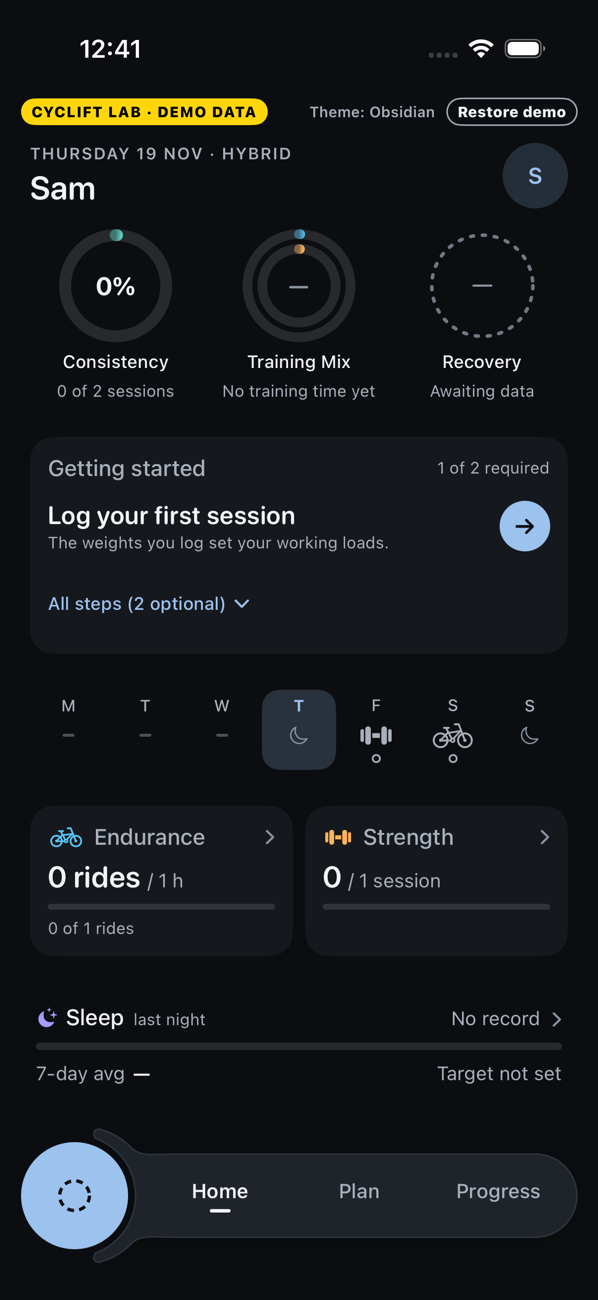 12:41
CYCLIFT LAB · DEMO DATA
Theme: Obsidian
Restore demo
THURSDAY 19 NOV · HYBRID
Sam
S
0%
—
—
Consistency
Training Mix
Recovery
0 of 2 sessions
No training time yet
Awaiting data
Getting started
1 of 2 required
Log your first session
The weights you log set your working loads.
All steps (2 optional)
M T W T F S S
Endurance
0 rides / 1 h
0 of 1 rides
Strength
0 / 1 session
Sleep last night
No record
7-day avg —
Target not set
Home
Plan
Progress